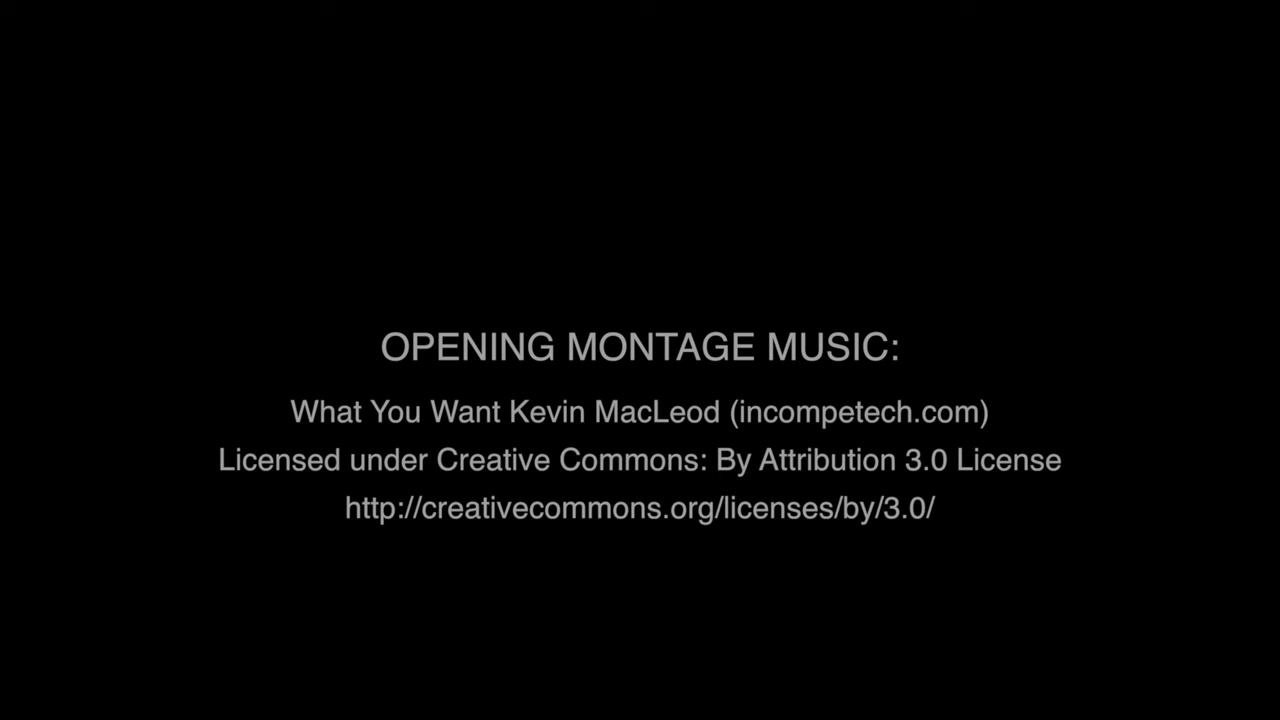 OPENING MONTAGE MUSIC:
What You Want Kevin MacLeod (incompetech.com)
Licensed under Creative Commons: By Attribution 3.0 License
http://creativecommons.org/licenses/by/3.0/